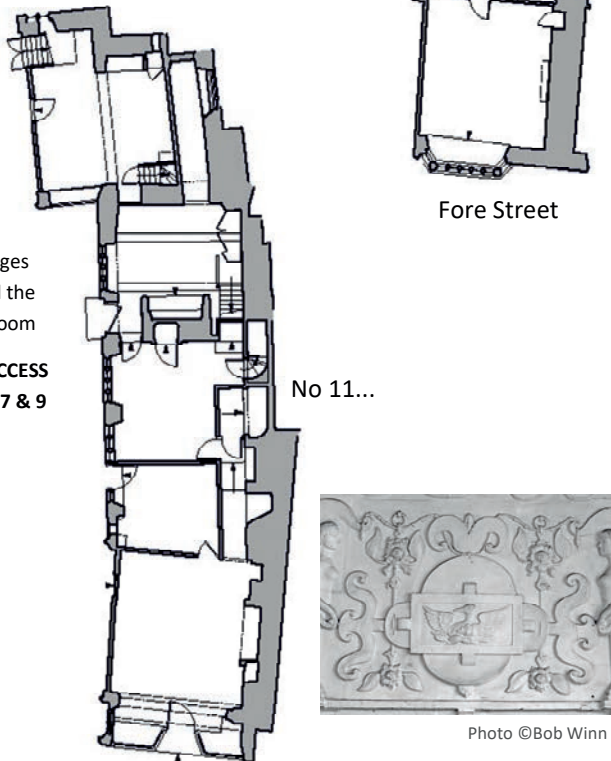 Fore Street
ges
the
oom
CCESS
7 & 9
No 11...
Photo ©Bob Winn